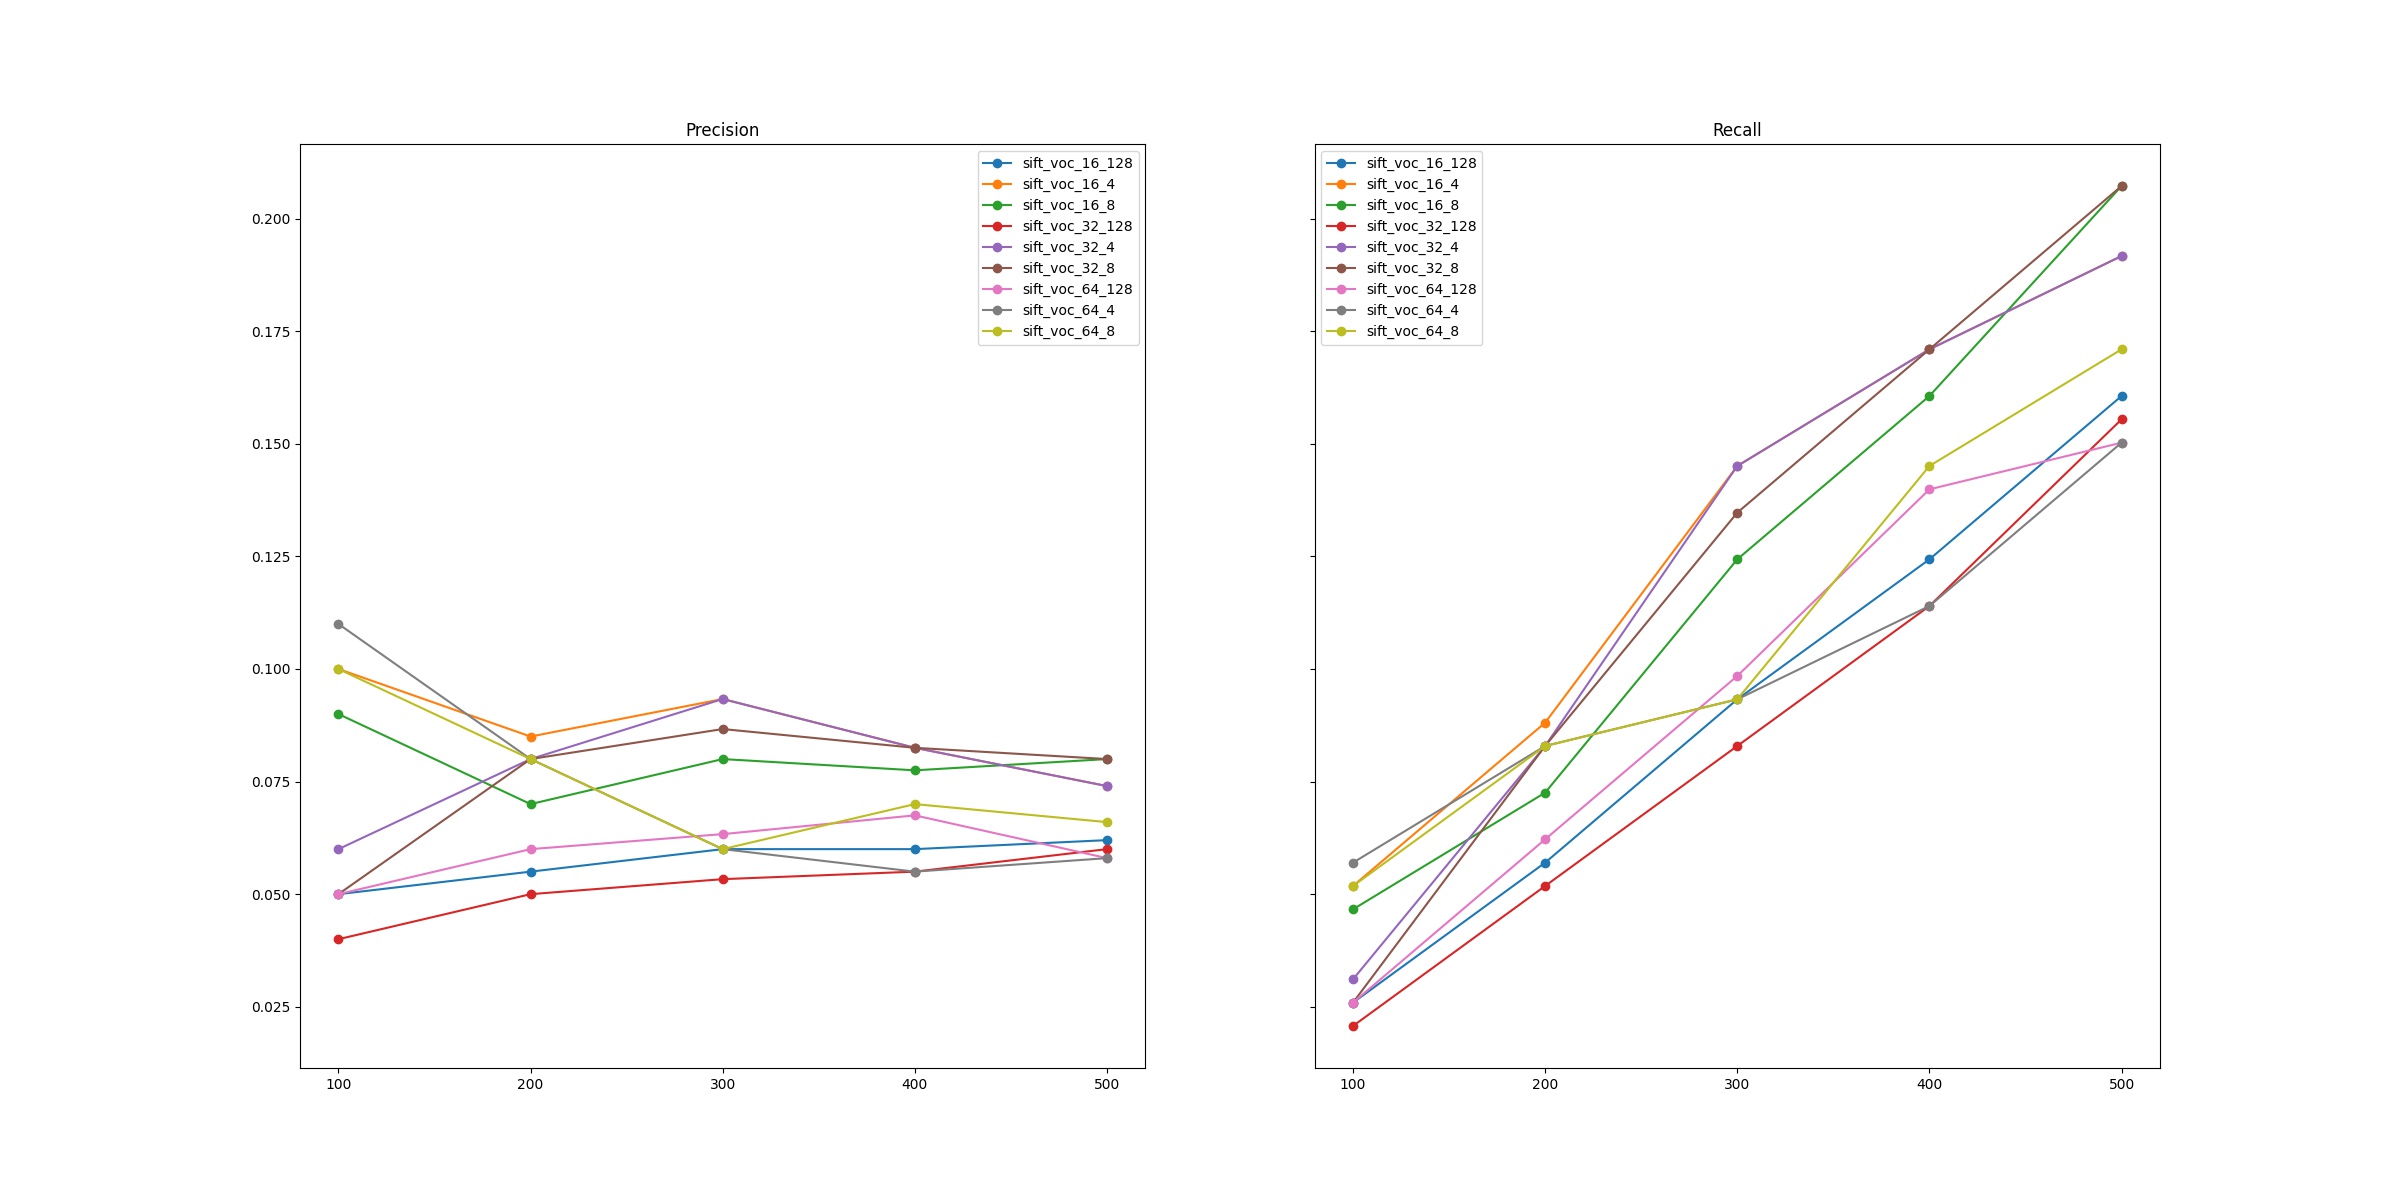 Precision
0.200
0.175
0.150
0.125
0.100
0.075
0.050
0.025
100 200 300 400 500
sift_voc_16_128
sift_voc_16_4
sift_voc_16_8
sift_voc_32_128
sift_voc_32_4
sift_voc_32_8
sift_voc_64_128
sift_voc_64_4
sift_voc_64_8
Recall
sift_voc_16_128
sift_voc_16_4
sift_voc_16_8
sift_voc_32_128
sift_voc_32_4
sift_voc_32_8
sift_voc_64_128
sift_voc_64_4
sift_voc_64_8
100 200 300 400 500